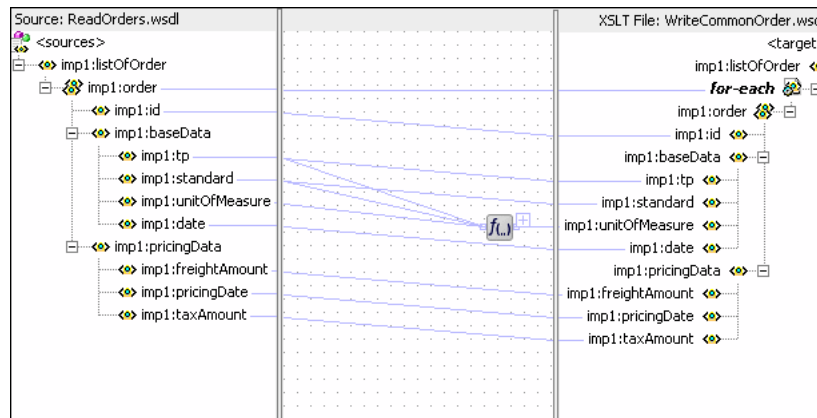 Source: ReadOrders.wsdl
<sources>
imp1:listOfOrder
imp1:order
imp1:id
imp1:baseData
imp1:tp
imp1:standard
imp1:unitOfMeasure
imp1:date
imp1:pricingData
imp1:freightAmount
imp1:pricingDate
imp1:taxAmount
f(..)
XSLT File: WriteCommonOrder.wsd
<target
imp1:listOfOrder
for-each
imp1:order
imp1:id
imp1:baseData
imp1:tp
imp1:standard
imp1:unitOfMeasure
imp1:date
imp1:pricingData
imp1:freightAmount
imp1:pricingDate
imp1:taxAmount